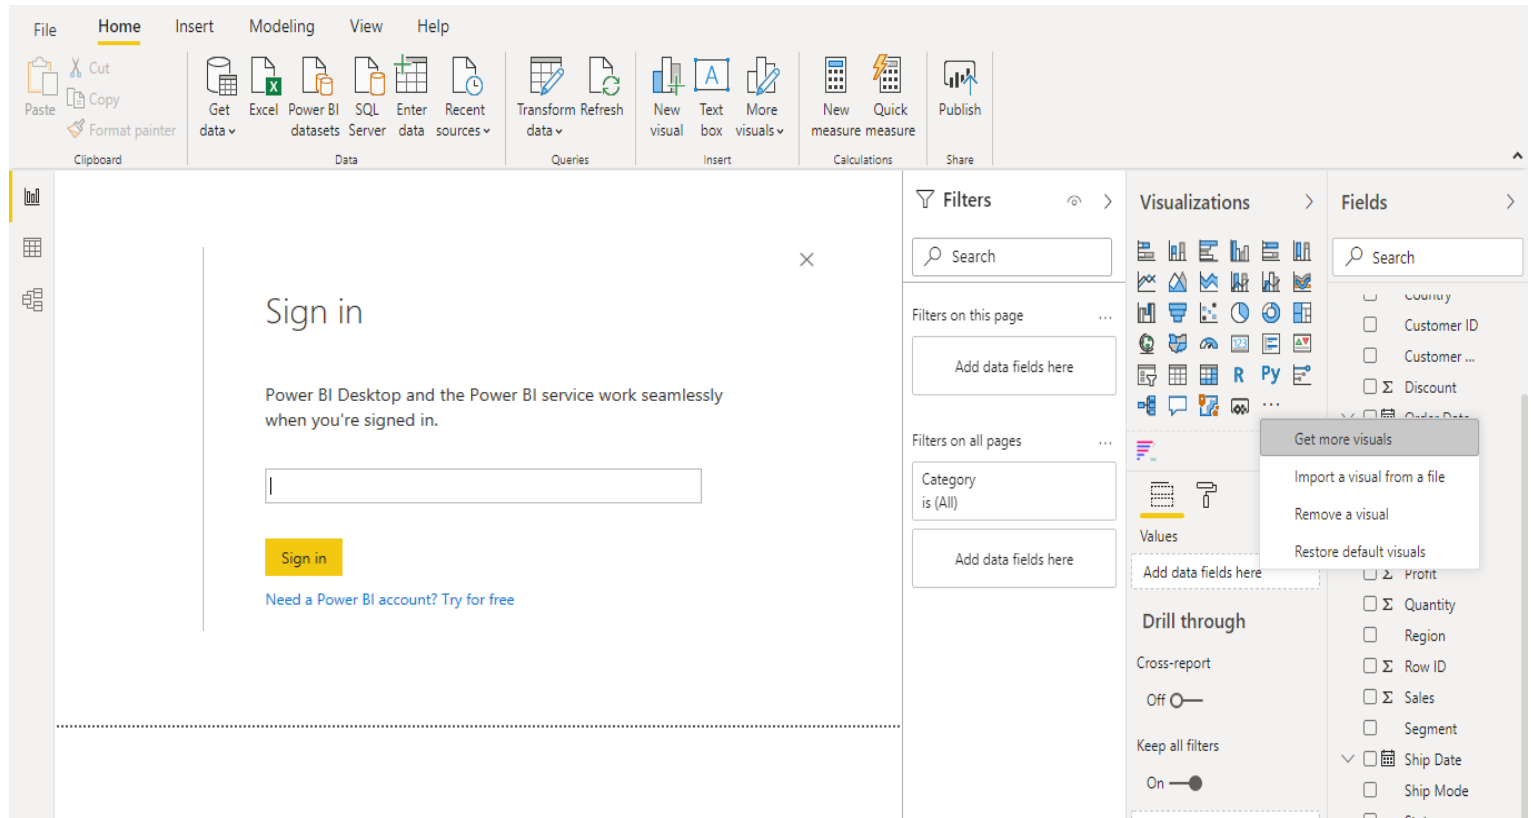 File
Home
Insert
Modeling
View
Help
Paste
Cut
Copy
Format painter
Clipboard
Get
data
Excel
Power BI
datasets
SQL
Server
Enter
data
Recent
sources
Data
Transform
data
Refresh
Queries
New
visual
Text
box
More
visuals
Insert
New
measure
Quick
measure
Calculations
Publish
Share
Sign in
Power BI Desktop and the Power BI service work seamlessly
when you're signed in.
Sign in
Need a Power BI account? Try for free
Filters
Search
Filters on this page
...
Add data fields here
Filters on all pages
...
Category
is (All)
Add data fields here
Visualizations
123
R
Py
...
Get more visuals
Import a visual from a file
Remove a visual
Restore default visuals
Values
Add data fields here
Drill through
Cross-report
Off
Keep all filters
On
Fields
Search
Country
Customer ID
Customer ...
Σ Discount
Order Date
Σ Profit
Σ Quantity
Region
Σ Row ID
Σ Sales
Segment
Ship Date
Ship Mode